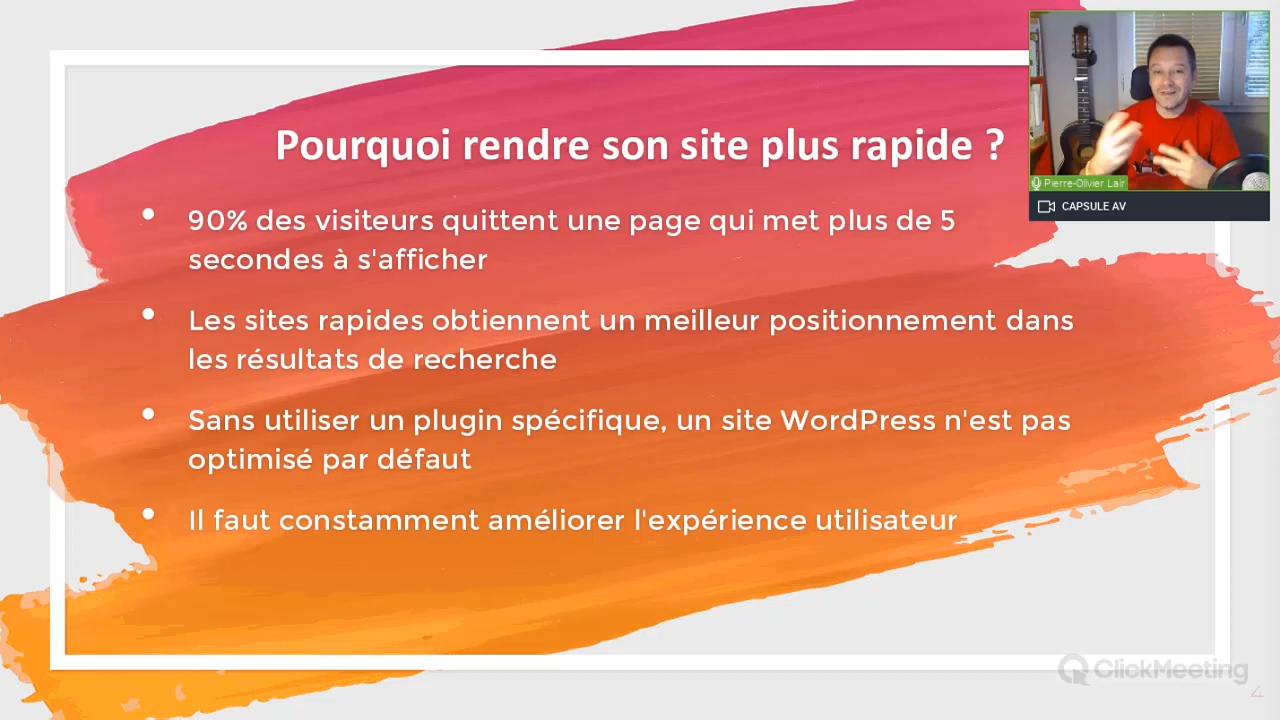 Pourquoi rendre son site plus rapide ?
• 90% des visiteurs quittent une page qui met plus de 5
secondes à s'afficher
• Les sites rapides obtiennent un meilleur positionnement dans
les résultats de recherche
• Sans utiliser un plugin spécifique, un site WordPress n'est pas
optimisé par défaut
• Il faut constamment améliorer l'expérience utilisateur
Pierre-Olivier Lair
CAPSULE AV
ClickMeeting
4